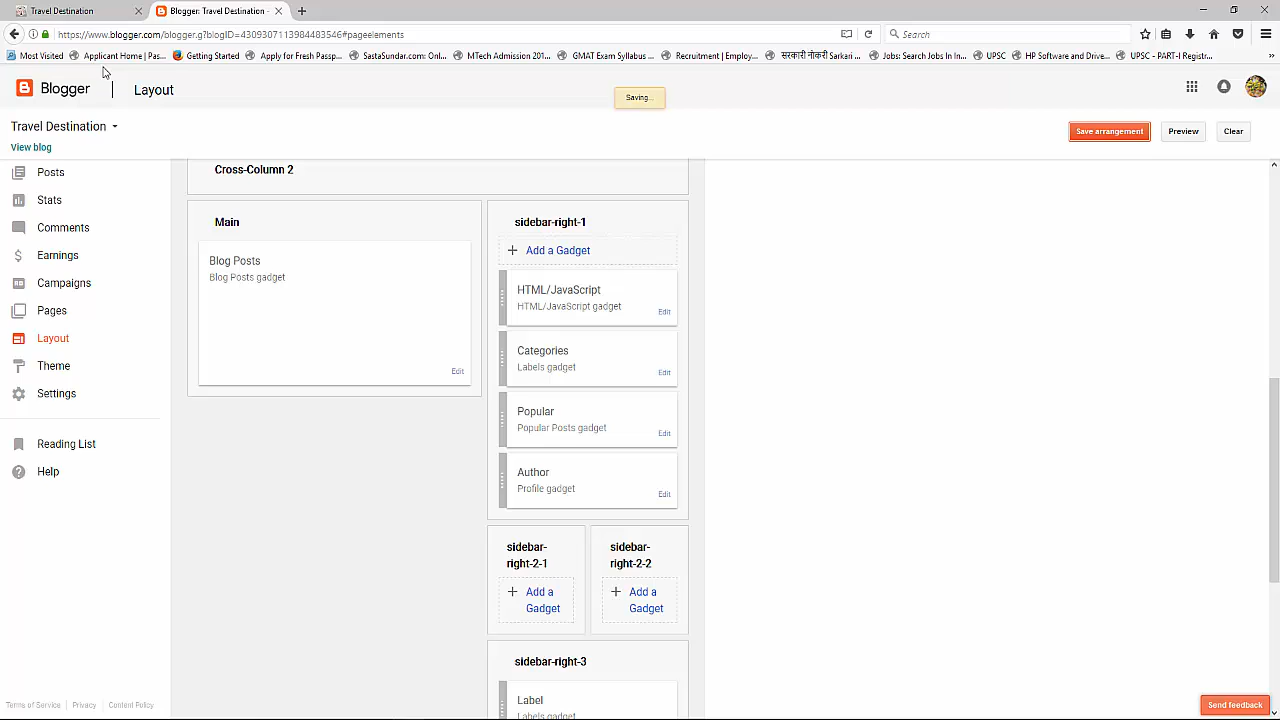 Travel Destination
Blogger: Travel Destination -
https://www.blogger.com/blogger.g?blogID=4309307113984483546#pageelements
Search
Most Visited
Applicant Home | Pas...
Getting Started
Apply for Fresh Passp...
SastaSundar.com: Onl...
MTech Admission 201...
GMAT Exam Syllabus ...
Recruitment | Employ...
सरकारी नौकरी Sarkari ...
Jobs: Search Jobs In In...
UPSC
HP Software and Drive...
UPSC - PART-I Registr...
Blogger
Layout
Saving...
Travel Destination
View blog
Save arrangement
Preview
Clear
Posts
Stats
Comments
Earnings
Campaigns
Pages
Layout
Theme
Settings
Reading List
Help
Cross-Column 2
Main
Blog Posts
Blog Posts gadget
Edit
sidebar-right-1
+ Add a Gadget
HTML/JavaScript
HTML/JavaScript gadget
Edit
Categories
Labels gadget
Edit
Popular
Popular Posts gadget
Edit
Author
Profile gadget
Edit
sidebar-
right-2-1
+ Add a
Gadget
sidebar-
right-2-2
+ Add a
Gadget
sidebar-right-3
Label
Labels gadget
Terms of Service | Privacy | Content Policy
Send feedback